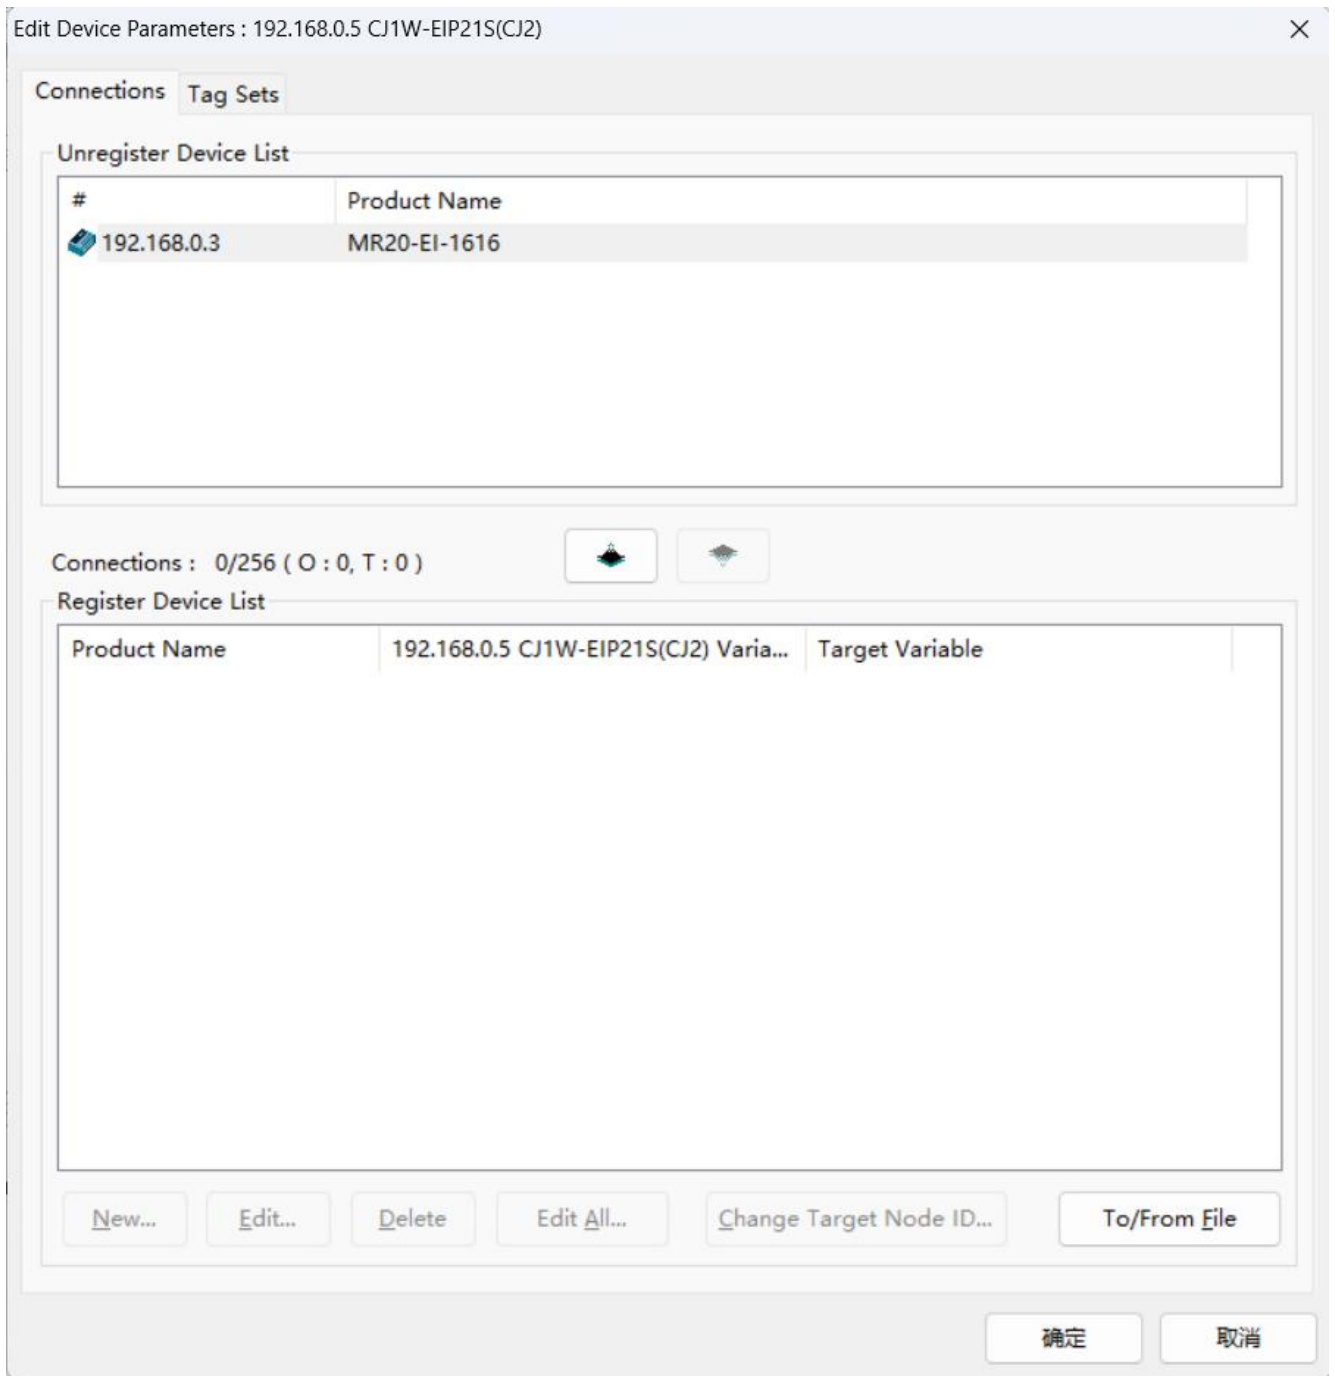 Edit Device Parameters : 192.168.0.5 CJ1W-EIP21S(CJ2)
Connections Tag Sets
Unregister Device List
# Product Name
192.168.0.3 MR20-EI-1616
Connections : 0/256 ( O : 0, T : 0 )
Register Device List
Product Name 192.168.0.5 CJ1W-EIP21S(CJ2) Varia... Target Variable
New... Edit... Delete Edit All... Change Target Node ID... To/From File
确定 取消